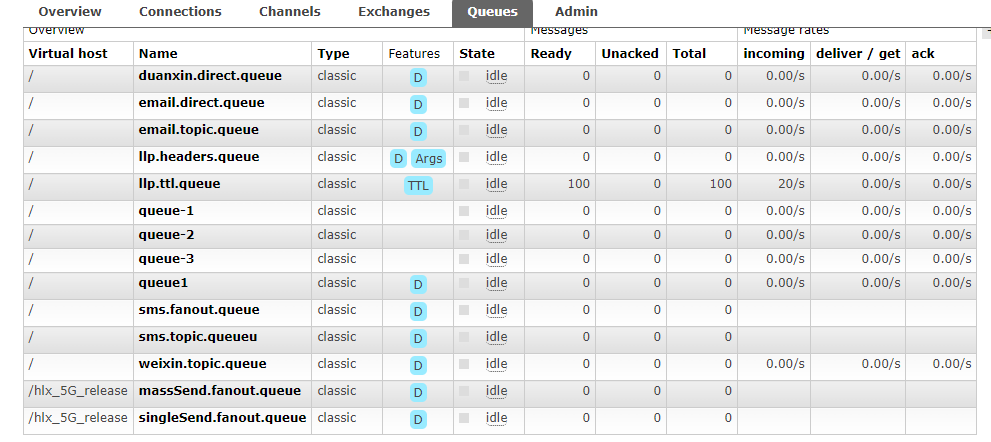 Overview Connections Channels Exchanges Queues Admin
Overview Messages Message rates
Virtual host Name Type Features State Ready Unacked Total incoming deliver / get ack
/ duanxin.direct.queue classic D idle 0 0 0 0.00/s 0.00/s 0.00/s
/ email.direct.queue classic D idle 0 0 0 0.00/s 0.00/s 0.00/s
/ email.topic.queue classic D idle 0 0 0 0.00/s 0.00/s 0.00/s
/ llp.headers.queue classic D Args idle 0 0 0 0.00/s 0.00/s 0.00/s
/ llp.ttl.queue classic TTL idle 100 0 100 20/s 0.00/s 0.00/s
/ queue-1 classic idle 0 0 0 0.00/s 0.00/s 0.00/s
/ queue-2 classic idle 0 0 0 0.00/s 0.00/s 0.00/s
/ queue-3 classic idle 0 0 0 0.00/s 0.00/s 0.00/s
/ queue1 classic D idle 0 0 0 0.00/s 0.00/s 0.00/s
/ sms.fanout.queue classic D idle 0 0 0
/ sms.topic.queueu classic D idle 0 0 0
/ weixin.topic.queue classic D idle 0 0 0 0.00/s 0.00/s 0.00/s
/hlx_5G_release massSend.fanout.queue classic D idle 0 0 0
/hlx_5G_release singleSend.fanout.queue classic D idle 0 0 0